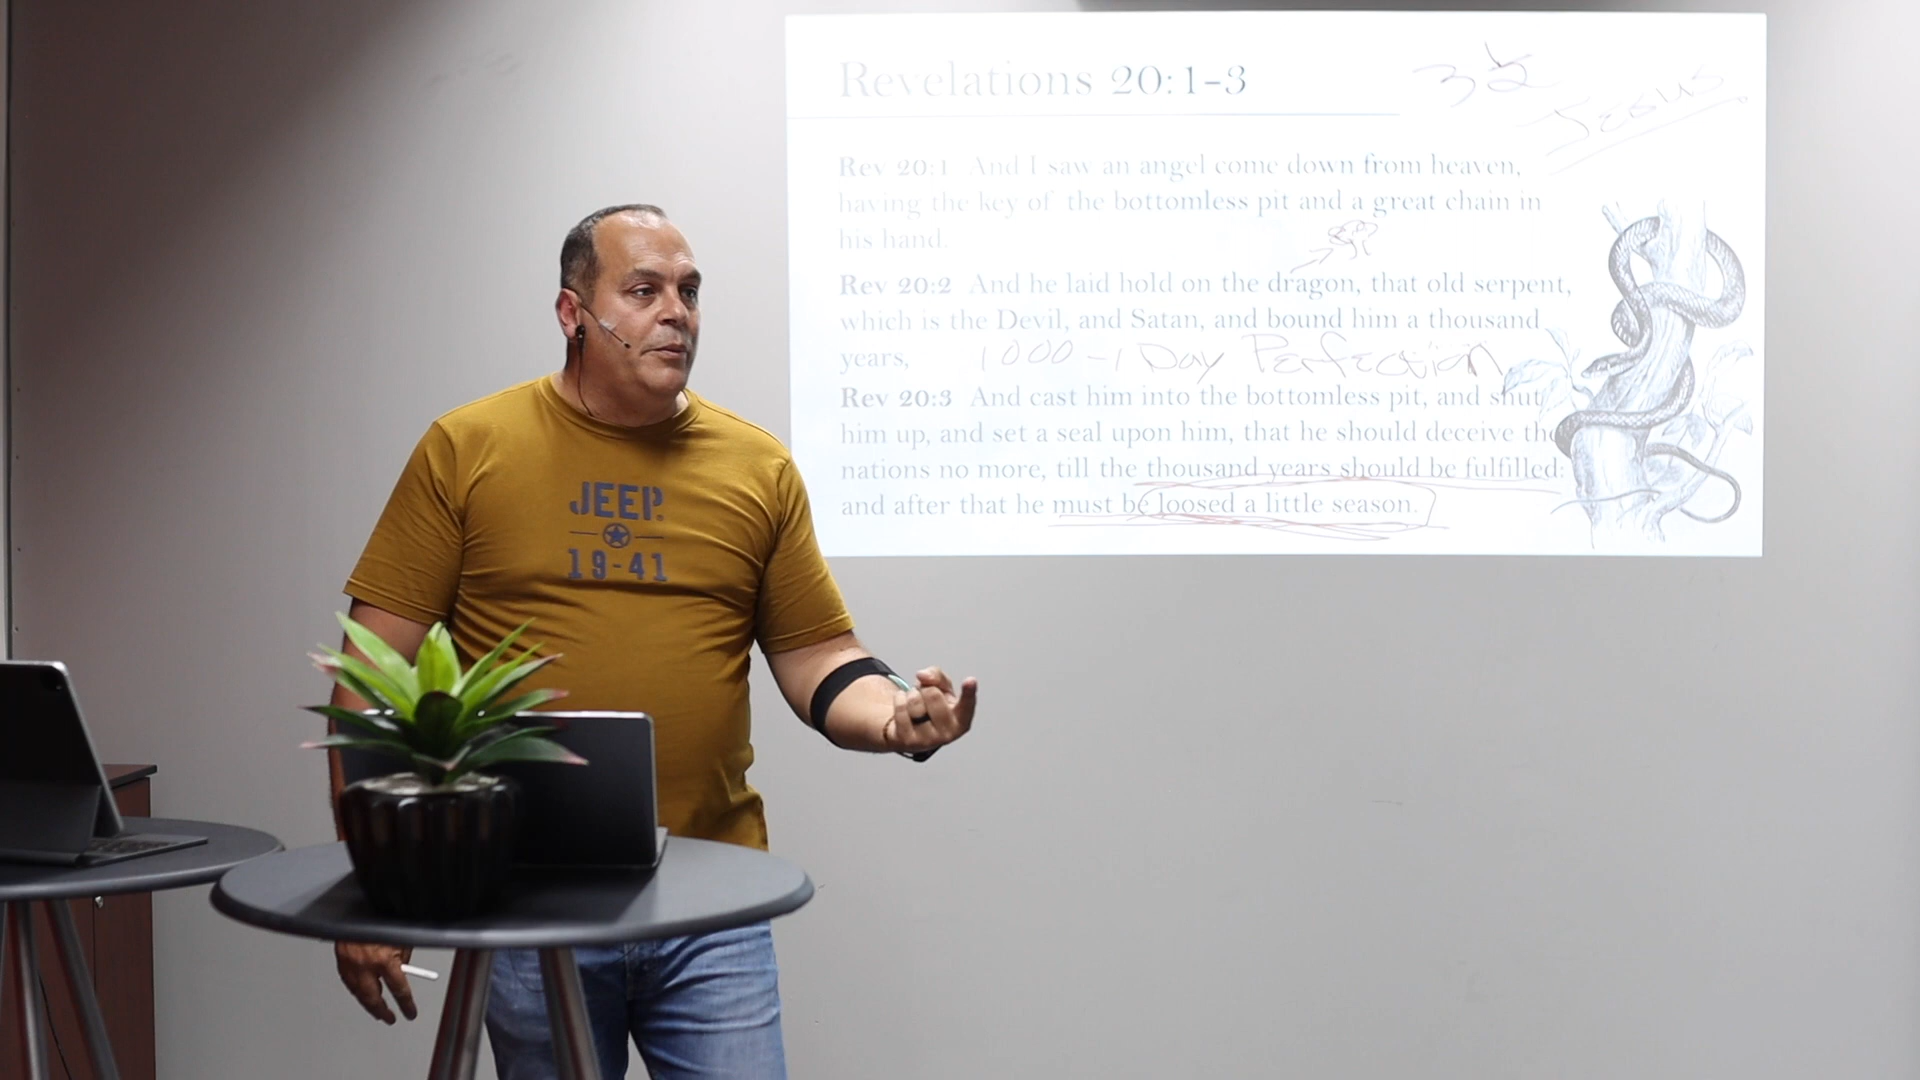 Revelations 20:1-3
3 1/2
Jesus
Rev 20:1 And I saw an angel come down from heaven,
having the key of the bottomless pit and a great chain in
his hand.
Rev 20:2 And he laid hold on the dragon, that old serpent,
which is the Devil, and Satan, and bound him a thousand
years,
1000 - 1 Day Perfection
Rev 20:3 And cast him into the bottomless pit, and shut
him up, and set a seal upon him, that he should deceive the
nations no more, till the thousand years should be fulfilled:
and after that he must be loosed a little season.
JEEP.
19-41